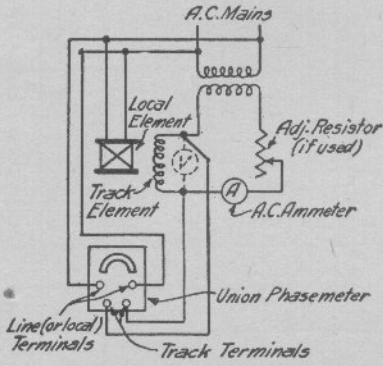 A.C. Mains
Local
Element
Adj. Resistor
(if used)
V
Track
Element
A
A.C. Ammeter
Union Phasemeter
Line (or local)
Terminals
Track Terminals